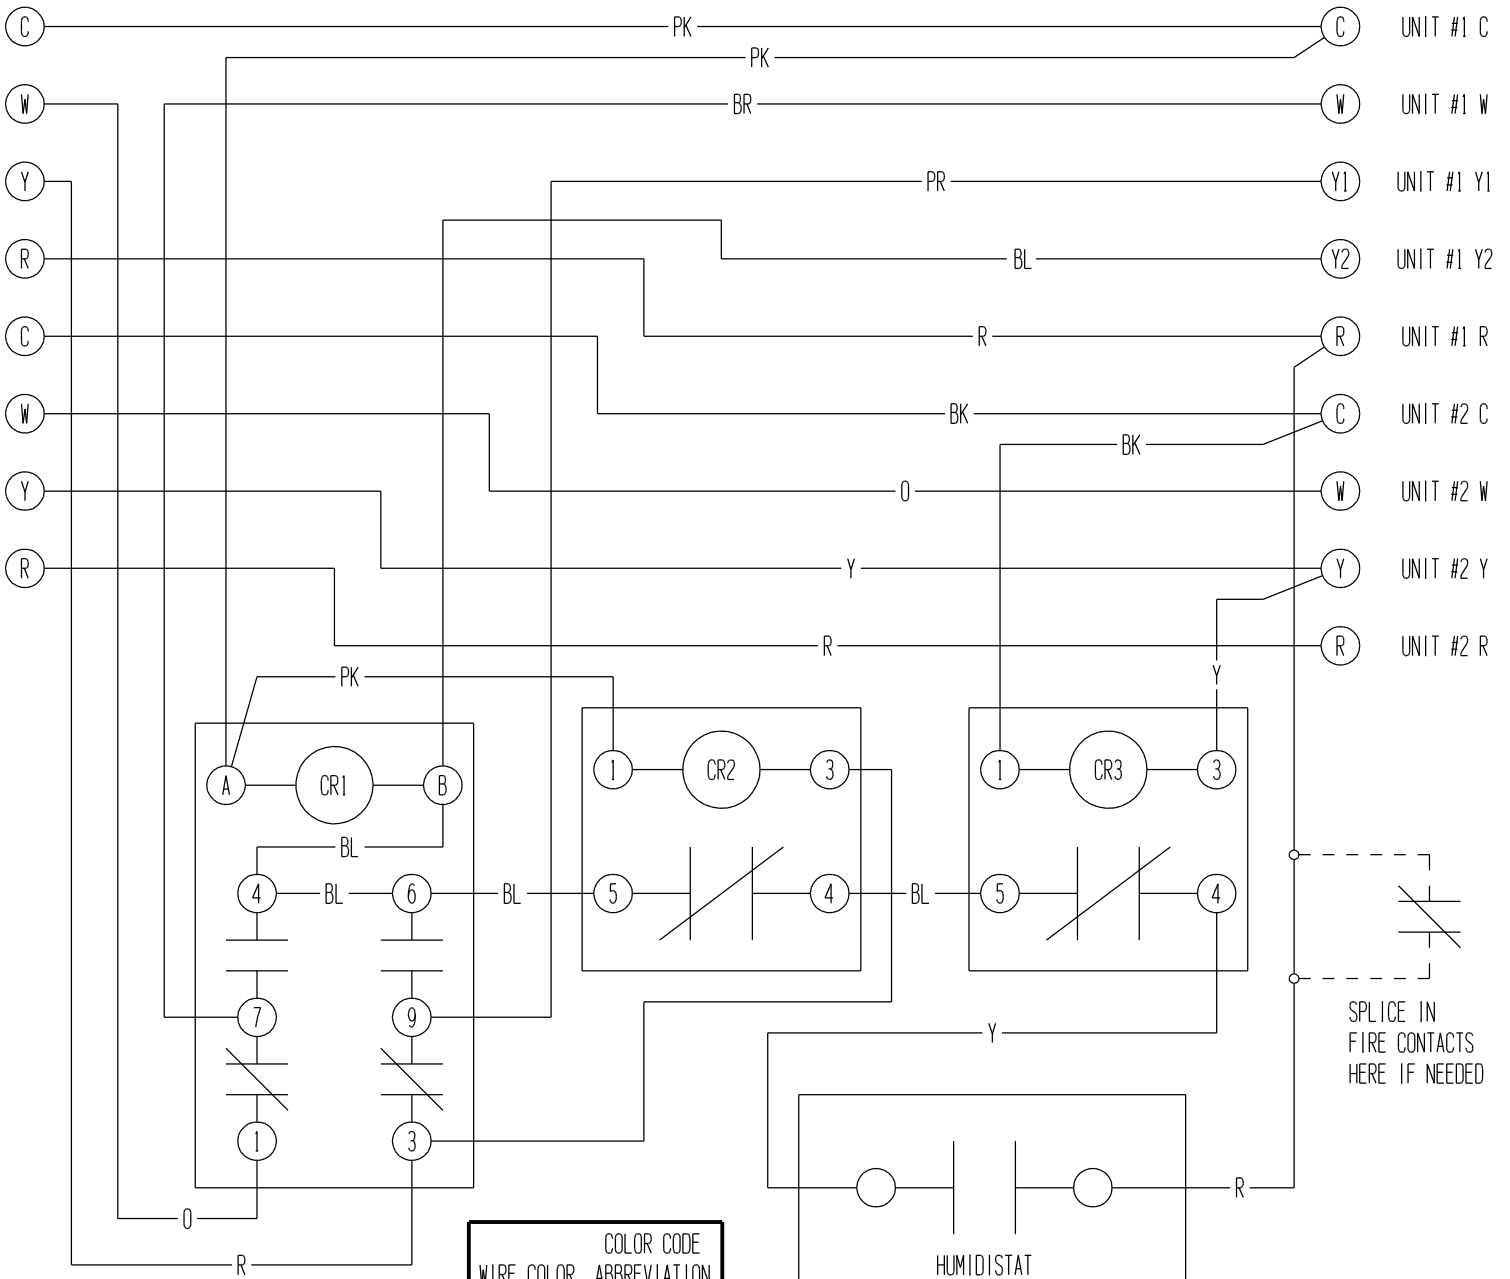 C PK C UNIT #1 C
PK
W BR W UNIT #1 W
Y PR Y1 UNIT #1 Y1
R BL Y2 UNIT #1 Y2
C R R UNIT #1 R
W BK C UNIT #2 C
BK
Y O W UNIT #2 W
R Y Y UNIT #2 Y
R R UNIT #2 R
PK Y
A CR1 B 1 CR2 3 1 CR3 3
BL
4 BL 6 BL 5 4 BL 5 4
7 9
SPLICE IN
FIRE CONTACTS
HERE IF NEEDED
Y
1 3
R
O
R
HUMIDISTAT
COLOR CODE
WIRE COLOR ABBREVIATION